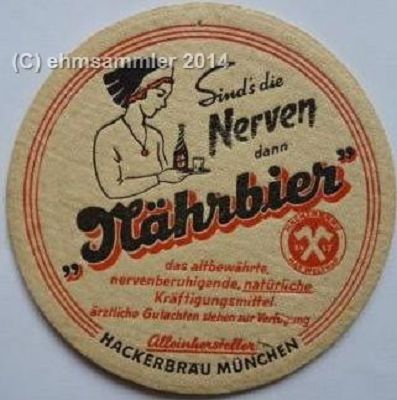 (C) ehmsammler 2014
Sind's die
Nerven
dann
„Nährbier"
das altbewährte,
nervenberuhigende, natürliche
Kräftigungsmittel.
ärztliche Gutachten stehen zur Verfügung
Alleinhersteller:
HACKERBRÄU MÜNCHEN